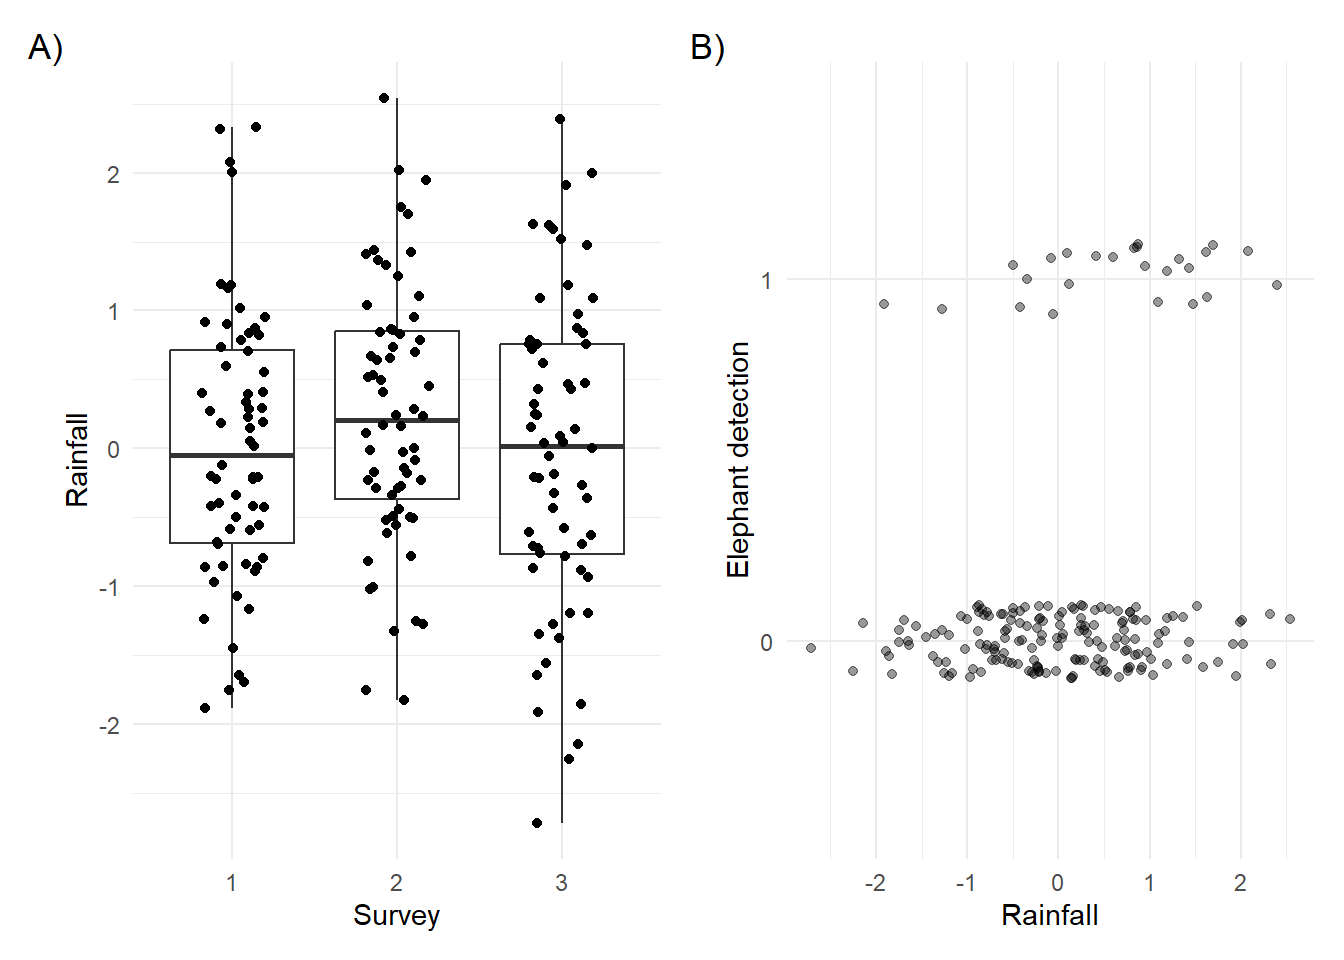 A)
Rainfall
2
1
0
-1
-2
1 2 3
Survey
B)
Elephant detection
1
0
-2 -1 0 1 2
Rainfall